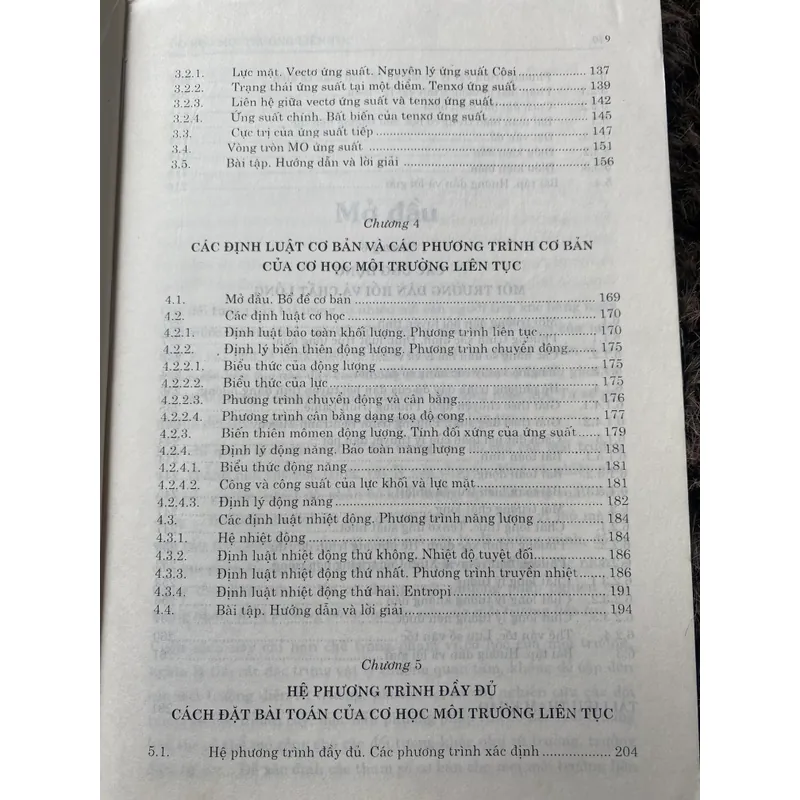 9
3.2.1. Lực mặt. Vectơ ứng suất. Nguyên lý ứng suất Côsi .................... 137
3.2.2. Trạng thái ứng suất tại một điểm. Tenxơ ứng suất ................ 139
3.2.3. Liên hệ giữa vectơ ứng suất và tenxơ ứng suất ..................... 142
3.2.4. Ứng suất chính. Bất biến của tenxơ ứng suất ....................... 145
3.3. Cực trị của ứng suất tiếp ........................................ 147
3.4. Vòng tròn MO ứng suất ........................................ 151
3.5. Bài tập. Hướng dẫn và lời giải ........................................ 156
Chương 4
CÁC ĐỊNH LUẬT CƠ BẢN VÀ CÁC PHƯƠNG TRÌNH CƠ BẢN
CỦA CƠ HỌC MÔI TRƯỜNG LIÊN TỤC
4.1. Mở đầu. Bổ đề cơ bản ........................................ 169
4.2. Các định luật cơ học ........................................ 170
4.2.1. Định luật bảo toàn khối lượng. Phương trình liên tục ............ 170
4.2.2. Định lý biến thiên động lượng. Phương trình chuyển động ........ 175
4.2.2.1. Biểu thức của động lượng ........................................ 175
4.2.2.2. Biểu thức của lực ........................................ 175
4.2.2.3. Phương trình chuyển động và cân bằng ........................ 176
4.2.2.4. Phương trình cân bằng dạng toạ độ cong ........................ 177
4.2.3. Biến thiên mômen động lượng. Tính đối xứng của ứng suất ...... 179
4.2.4. Định lý động năng. Bảo toàn năng lượng ........................ 181
4.2.4.1. Biểu thức động năng ........................................ 181
4.2.4.2. Công và công suất của lực khối và lực mặt ........................ 181
4.2.4.3. Định lý động năng ........................................ 182
4.3. Các định luật nhiệt động. Phương trình năng lượng ............ 184
4.3.1. Hệ nhiệt động ........................................ 184
4.3.2. Định luật nhiệt động thứ không. Nhiệt độ tuyệt đối ............ 186
4.3.3. Định luật nhiệt động thứ nhất. Phương trình truyền nhiệt ....... 186
4.3.4. Định luật nhiệt động thứ hai. Entropi ........................ 191
4.4. Bài tập. Hướng dẫn và lời giải ........................................ 194
Chương 5
HỆ PHƯƠNG TRÌNH ĐẦY ĐỦ
CÁCH ĐẶT BÀI TOÁN CỦA CƠ HỌC MÔI TRƯỜNG LIÊN TỤC
5.1. Hệ phương trình đầy đủ. Các phương trình xác định ............... 204